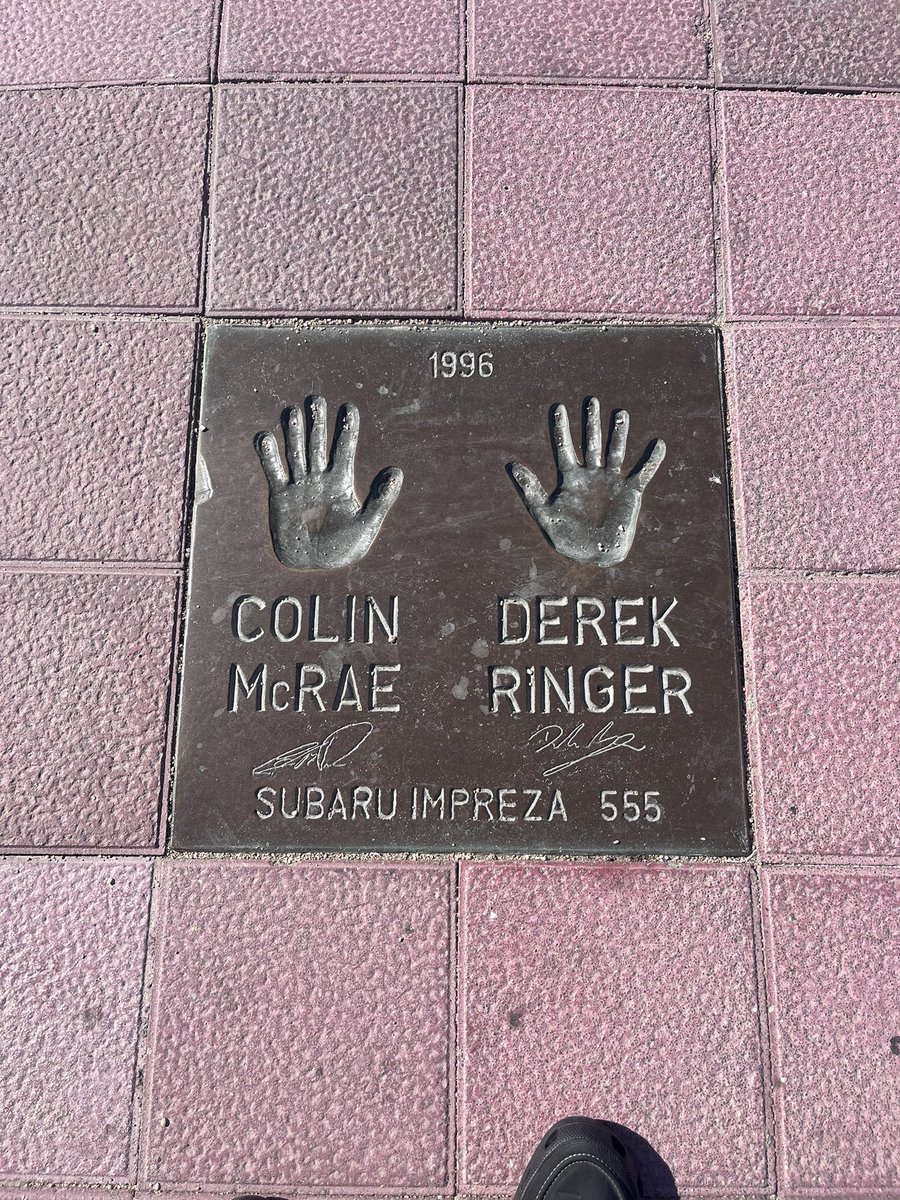 1996
COLIN DEREK
McRAE RINGER
SUBARU IMPREZA 555